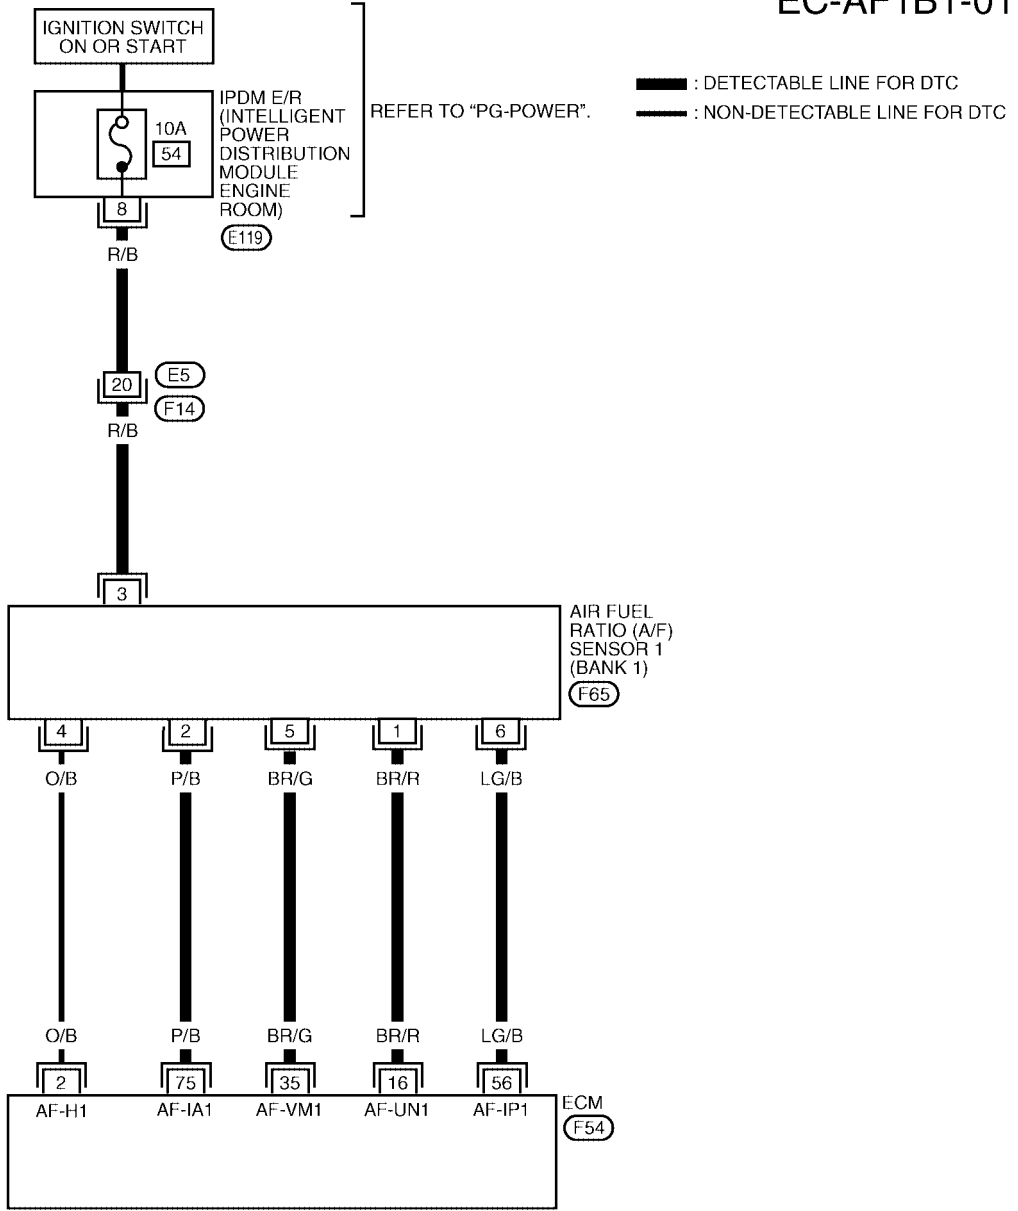 EC-AF1B1-01
IGNITION SWITCH
ON OR START
: DETECTABLE LINE FOR DTC
: NON-DETECTABLE LINE FOR DTC
REFER TO “PG-POWER”.
IPDM E/R
(INTELLIGENT
POWER
DISTRIBUTION
MODULE
ENGINE
ROOM)
E119
10A
54
8
R/B
20
E5
F14
R/B
3
AIR FUEL
RATIO (A/F)
SENSOR 1
(BANK 1)
F65
4 2 5 1 6
O/B P/B BR/G BR/R LG/B
O/B P/B BR/G BR/R LG/B
2 75 35 16 56
AF-H1 AF-IA1 AF-VM1 AF-UN1 AF-IP1
ECM
F54